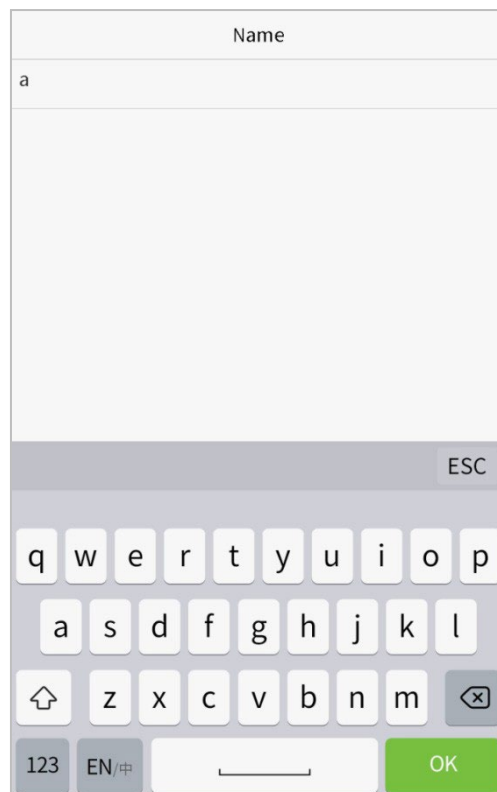 Name
a
ESC
q w e r t y u i o p
a s d f g h j k l
z x c v b n m
123 EN/中 OK